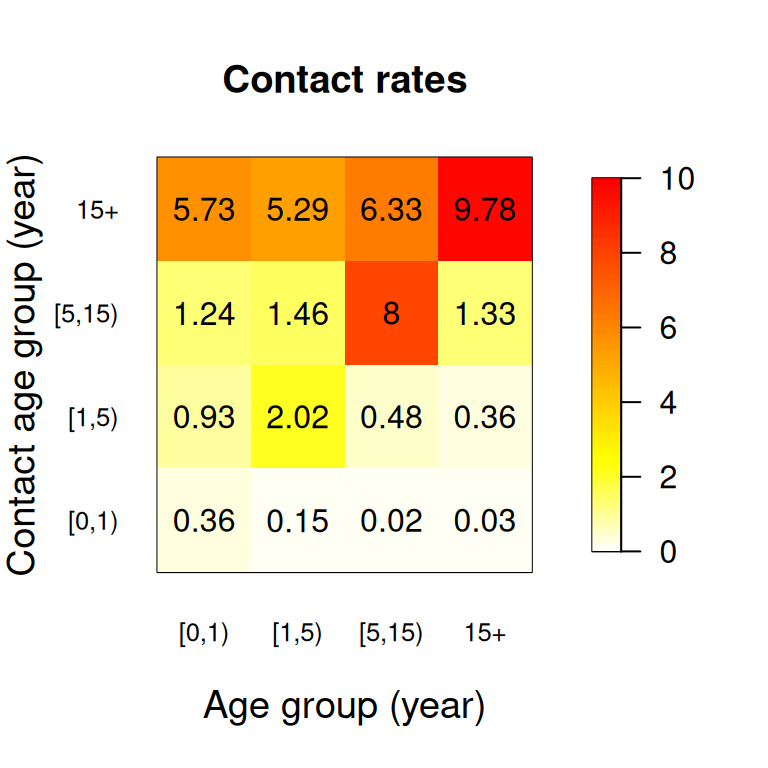 Contact rates
Contact age group (year)
15+ 5.73 5.29 6.33 9.78
[5,15) 1.24 1.46 8 1.33
[1,5) 0.93 2.02 0.48 0.36
[0,1) 0.36 0.15 0.02 0.03
[0,1) [1,5) [5,15) 15+
Age group (year)
10
8
6
4
2
0